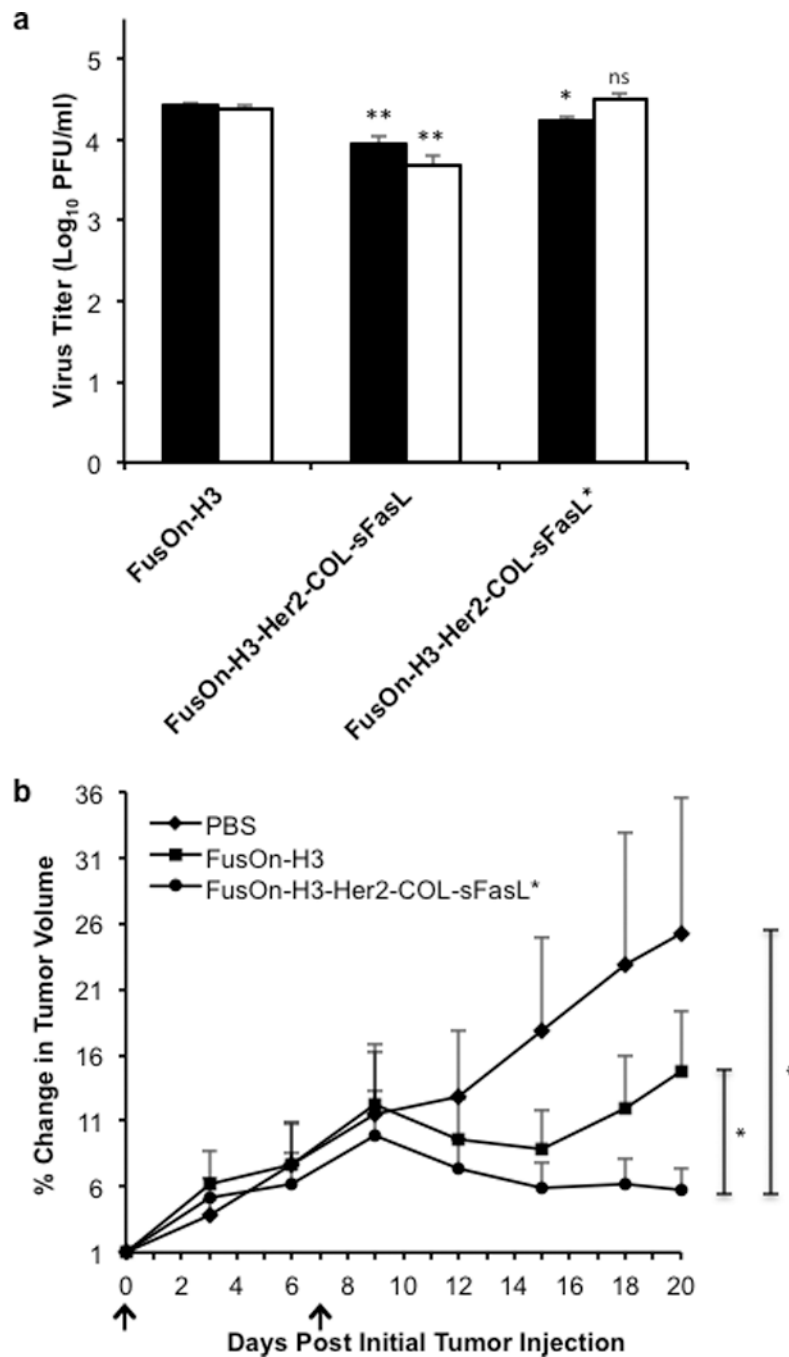 a
Virus Titer (Log10 PFU/ml)
5
4
3
2
1
0
** ** * ns
FusOn-H3
FusOn-H3-Her2-COL-sFasL
FusOn-H3-Her2-COL-sFasL*
b
% Change in Tumor Volume
36
31
26
21
16
11
6
1
PBS
FusOn-H3
FusOn-H3-Her2-COL-sFasL*
*
0 2 4 6 8 10 12 14 16 18 20
Days Post Initial Tumor Injection